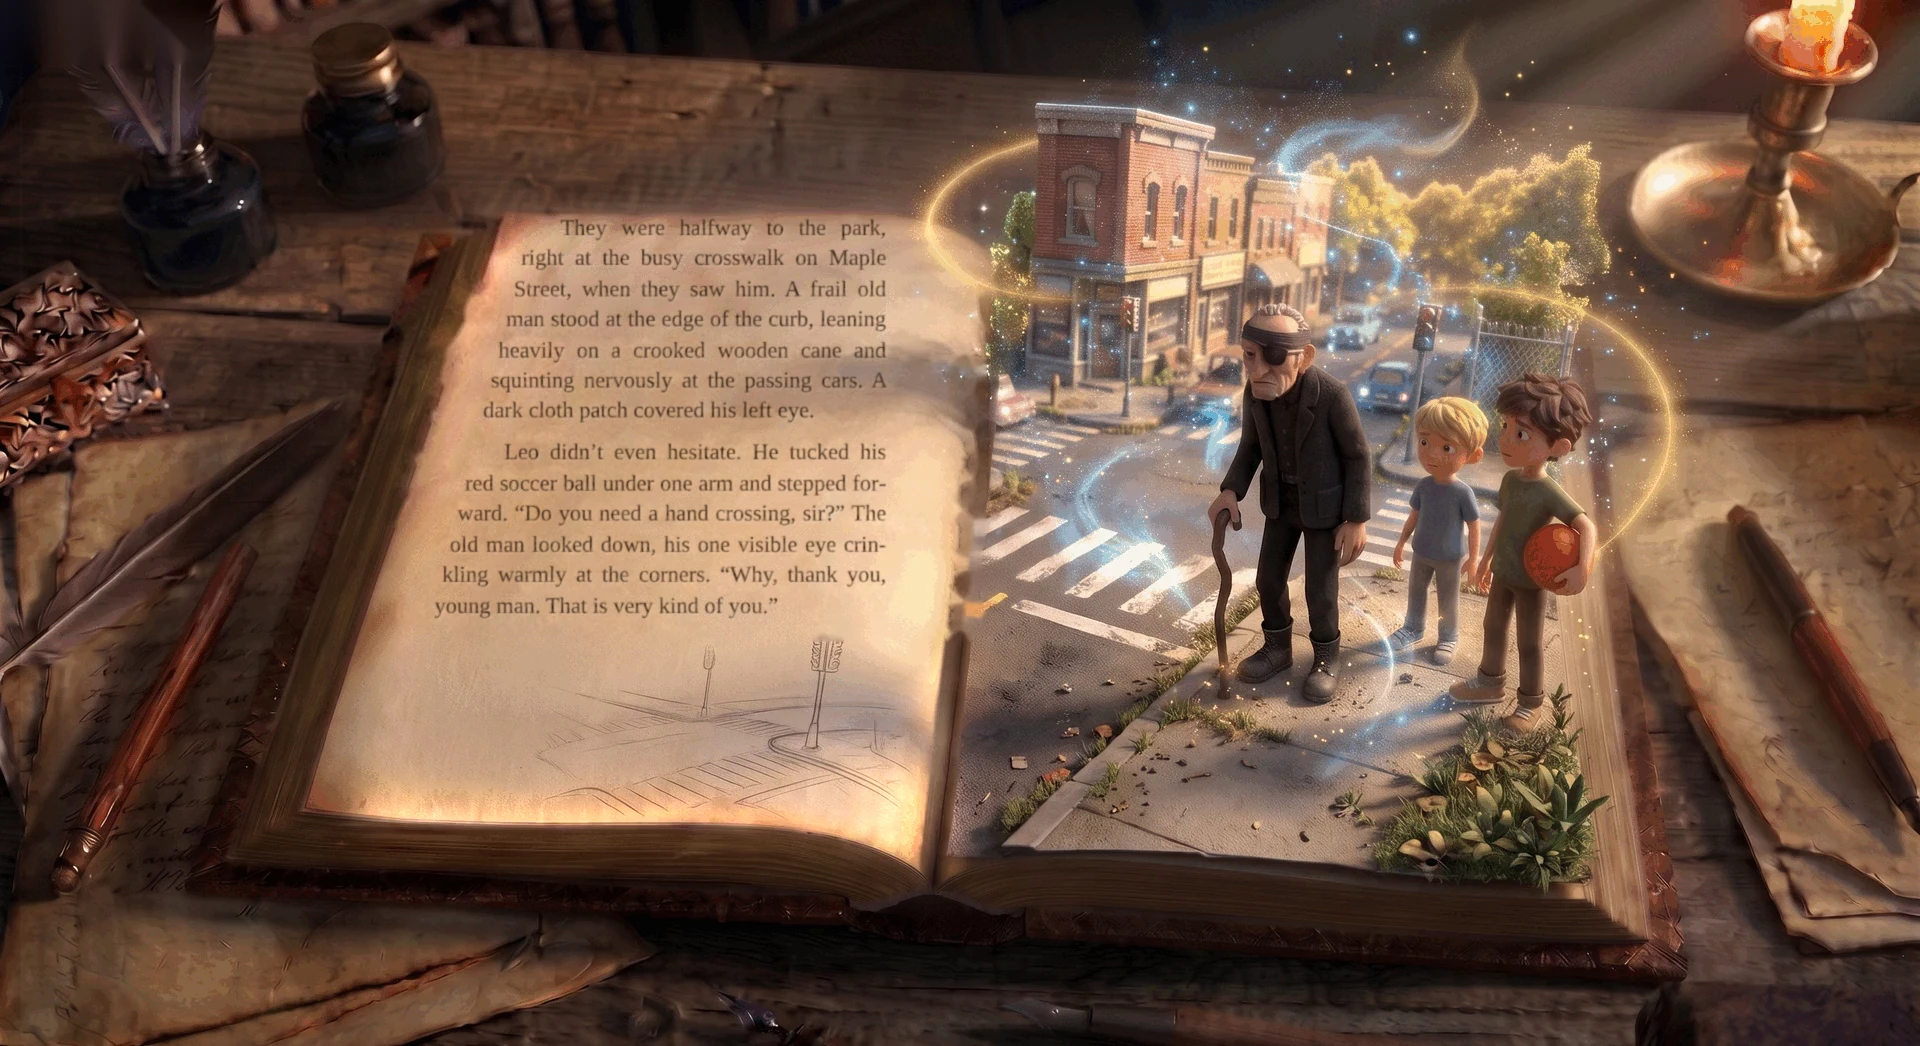 They were halfway to the park,
right at the busy crosswalk on Maple
Street, when they saw him. A frail old
man stood at the edge of the curb, leaning
heavily on a crooked wooden cane and
squinting nervously at the passing cars. A
dark cloth patch covered his left eye.
Leo didn’t even hesitate. He tucked his
red soccer ball under one arm and stepped for-
ward. “Do you need a hand crossing, sir?” The
old man looked down, his one visible eye crin-
kling warmly at the corners. “Why, thank you,
young man. That is very kind of you.”